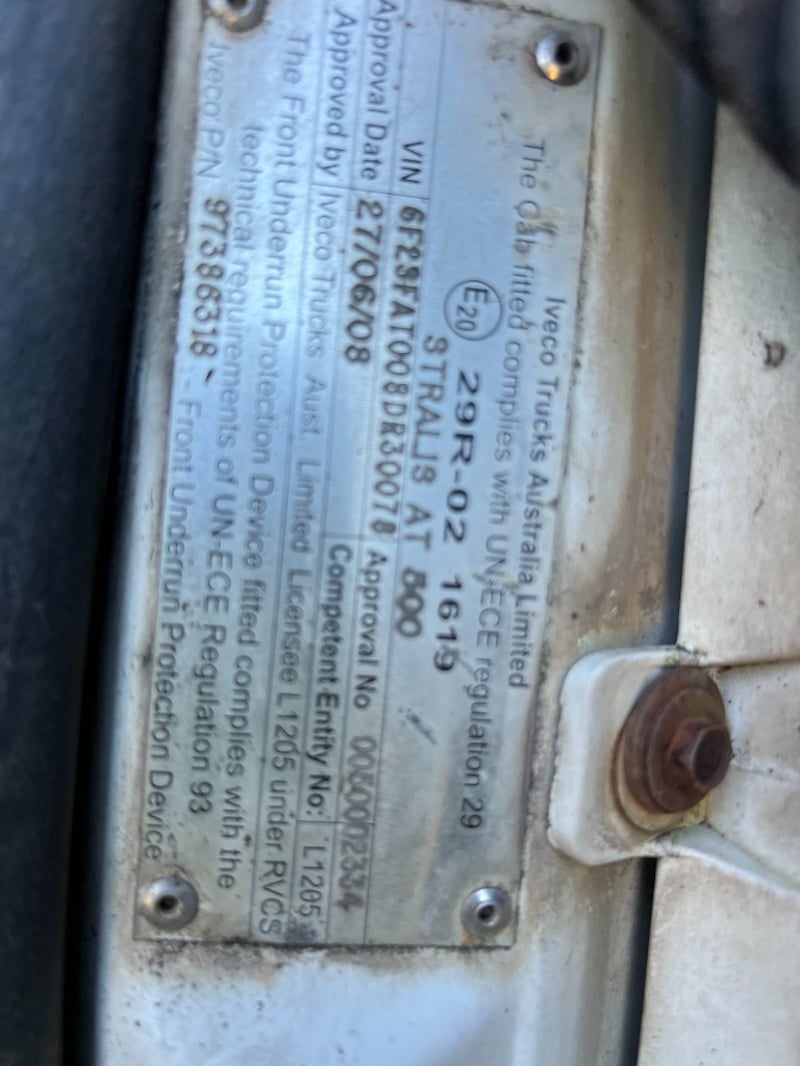 Iveco Trucks Australia Limited
The Cab fitted complies with UN-ECE regulation 29
E20 29R-02 1619
STRALIS AT 500
VIN 6F2SFAT008DR30078
Approval Date 27/06/08 Approval No
Approved by Iveco Trucks Aust. Limited Competent Entity No: L1205
The Front Underrun Protection Device fitted complies with the
technical requirements of UN-ECE Regulation 93
Licensee L1205 under RVCS
Iveco P/N 97386318 - Front Underrun Protection Device